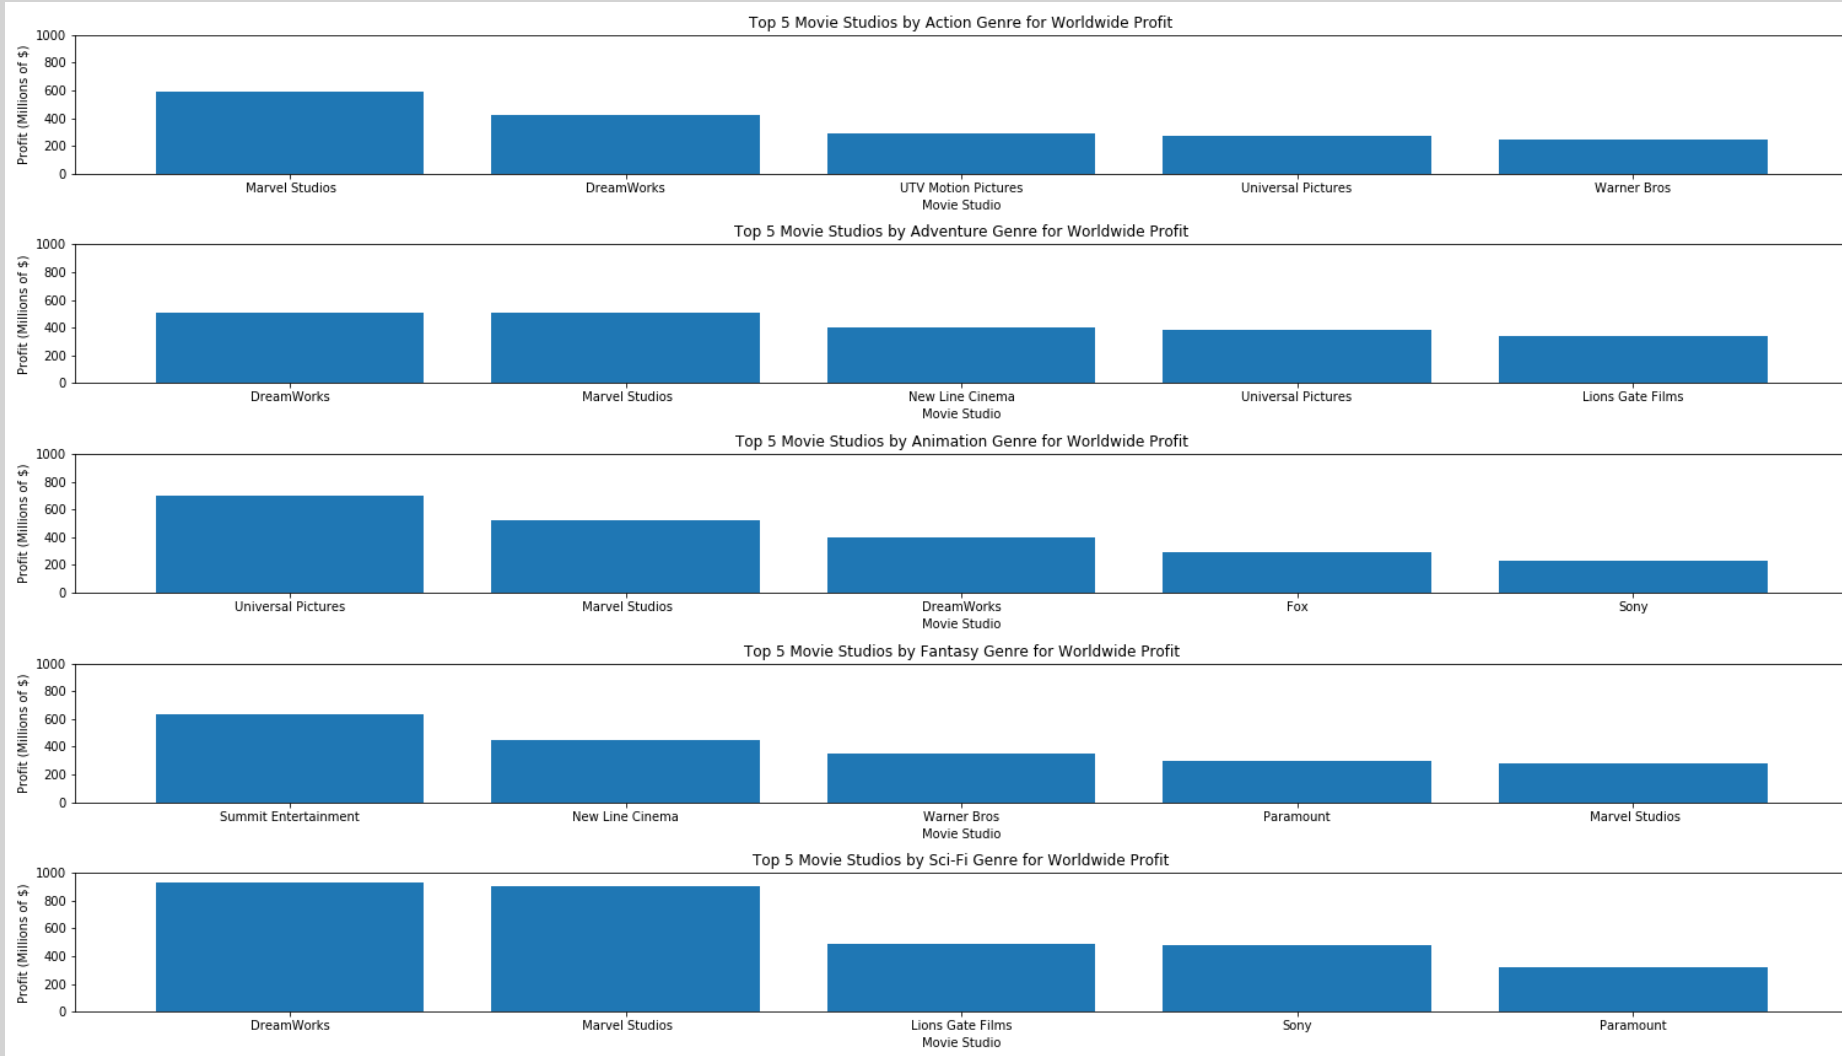 Top 5 Movie Studios by Action Genre for Worldwide Profit
Profit (Millions of $)
1000
800
600
400
200
0
Marvel Studios DreamWorks UTV Motion Pictures Universal Pictures Warner Bros
Movie Studio
Top 5 Movie Studios by Adventure Genre for Worldwide Profit
Profit (Millions of $)
1000
800
600
400
200
0
DreamWorks Marvel Studios New Line Cinema Universal Pictures Lions Gate Films
Movie Studio
Top 5 Movie Studios by Animation Genre for Worldwide Profit
Profit (Millions of $)
1000
800
600
400
200
0
Universal Pictures Marvel Studios DreamWorks Fox Sony
Movie Studio
Top 5 Movie Studios by Fantasy Genre for Worldwide Profit
Profit (Millions of $)
1000
800
600
400
200
0
Summit Entertainment New Line Cinema Warner Bros Paramount Marvel Studios
Movie Studio
Top 5 Movie Studios by Sci-Fi Genre for Worldwide Profit
Profit (Millions of $)
1000
800
600
400
200
0
DreamWorks Marvel Studios Lions Gate Films Sony Paramount
Movie Studio